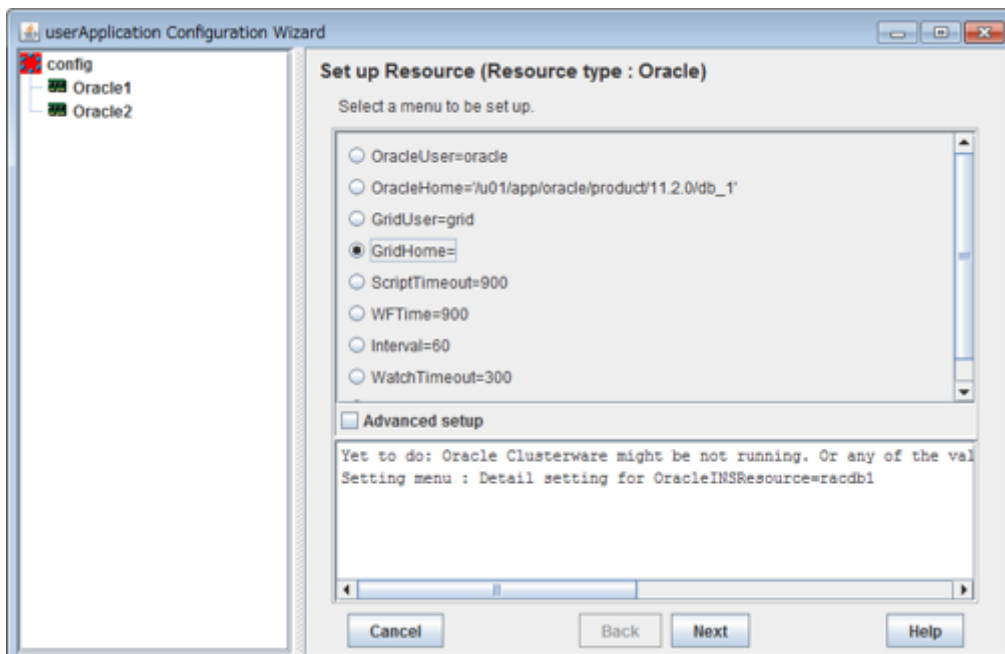 userApplication Configuration Wizard
config
Oracle1
Oracle2
Set up Resource (Resource type : Oracle)
Select a menu to be set up.
OracleUser=oracle
OracleHome='/u01/app/oracle/product/11.2.0/db_1'
GridUser=grid
GridHome=
ScriptTimeout=900
WFTime=900
Interval=60
WatchTimeout=300
Advanced setup
Yet to do: Oracle Clusterware might be not running. Or any of the val
Setting menu : Detail setting for OracleINSResource=racdb1
Cancel
Back
Next
Help